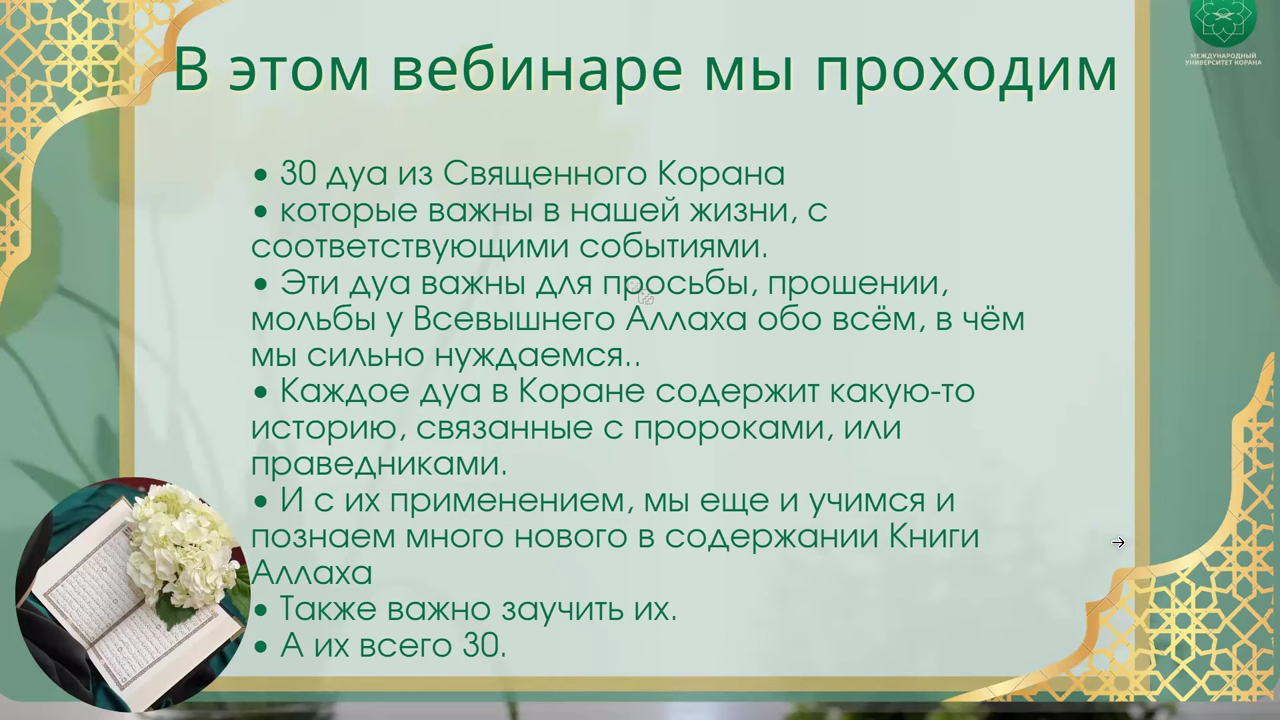 МЕЖДУНАРОДНЫЙ
УНИВЕРСИТЕТ КОРАНА
В этом вебинаре мы проходим
• 30 дуа из Священного Корана
• которые важны в нашей жизни, с
соответствующими событиями.
• Эти дуа важны для просьбы, прошении,
мольбы у Всевышнего Аллаха обо всём, в чём
мы сильно нуждаемся..
• Каждое дуа в Коране содержит какую-то
историю, связанные с пророками, или
праведниками.
• И с их применением, мы еще и учимся и
познаем много нового в содержании Книги
Аллаха
• Также важно заучить их.
• А их всего 30.